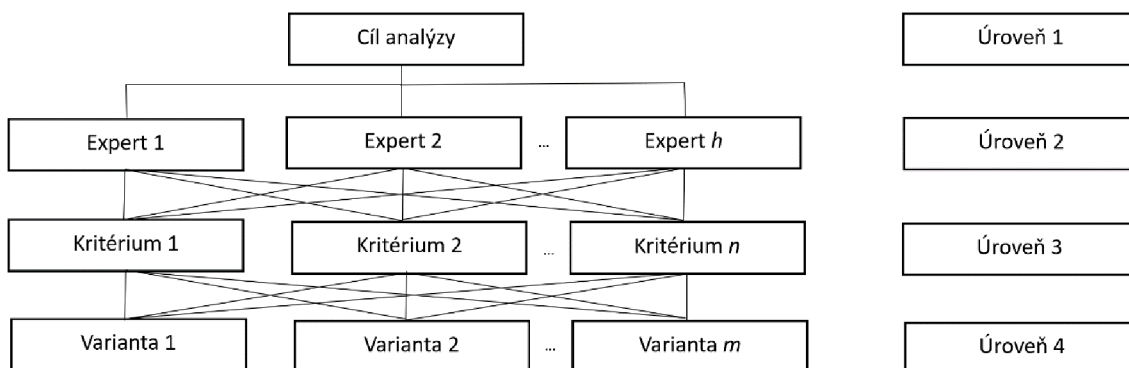 Cíl analýzy Úroveň 1
Expert 1 Expert 2 ... Expert h Úroveň 2
Kritérium 1 Kritérium 2 ... Kritérium n Úroveň 3
Varianta 1 Varianta 2 ... Varianta m Úroveň 4